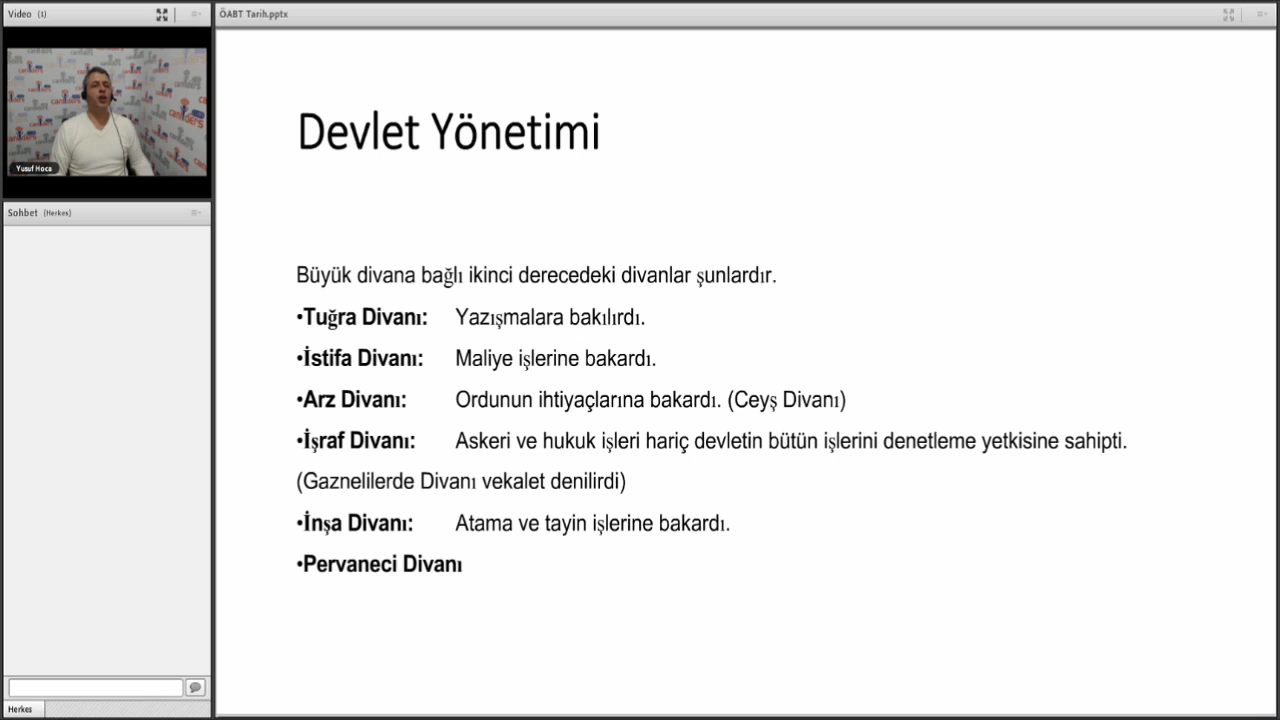 Video (1)
ÖABT Tarih.pptx
canlıders
Yusuf Hoca
Sohbet (Herkes)
Herkes
Devlet Yönetimi
Büyük divana bağlı ikinci derecedeki divanlar şunlardır.
•Tuğra Divanı: Yazışmalara bakılırdı.
•İstifa Divanı: Maliye işlerine bakardı.
•Arz Divanı: Ordunun ihtiyaçlarına bakardı. (Ceyş Divanı)
•İşraf Divanı: Askeri ve hukuk işleri hariç devletin bütün işlerini denetleme yetkisine sahipti.
(Gaznelilerde Divanı vekalet denilirdi)
•İnşa Divanı: Atama ve tayin işlerine bakardı.
•Pervaneci Divanı